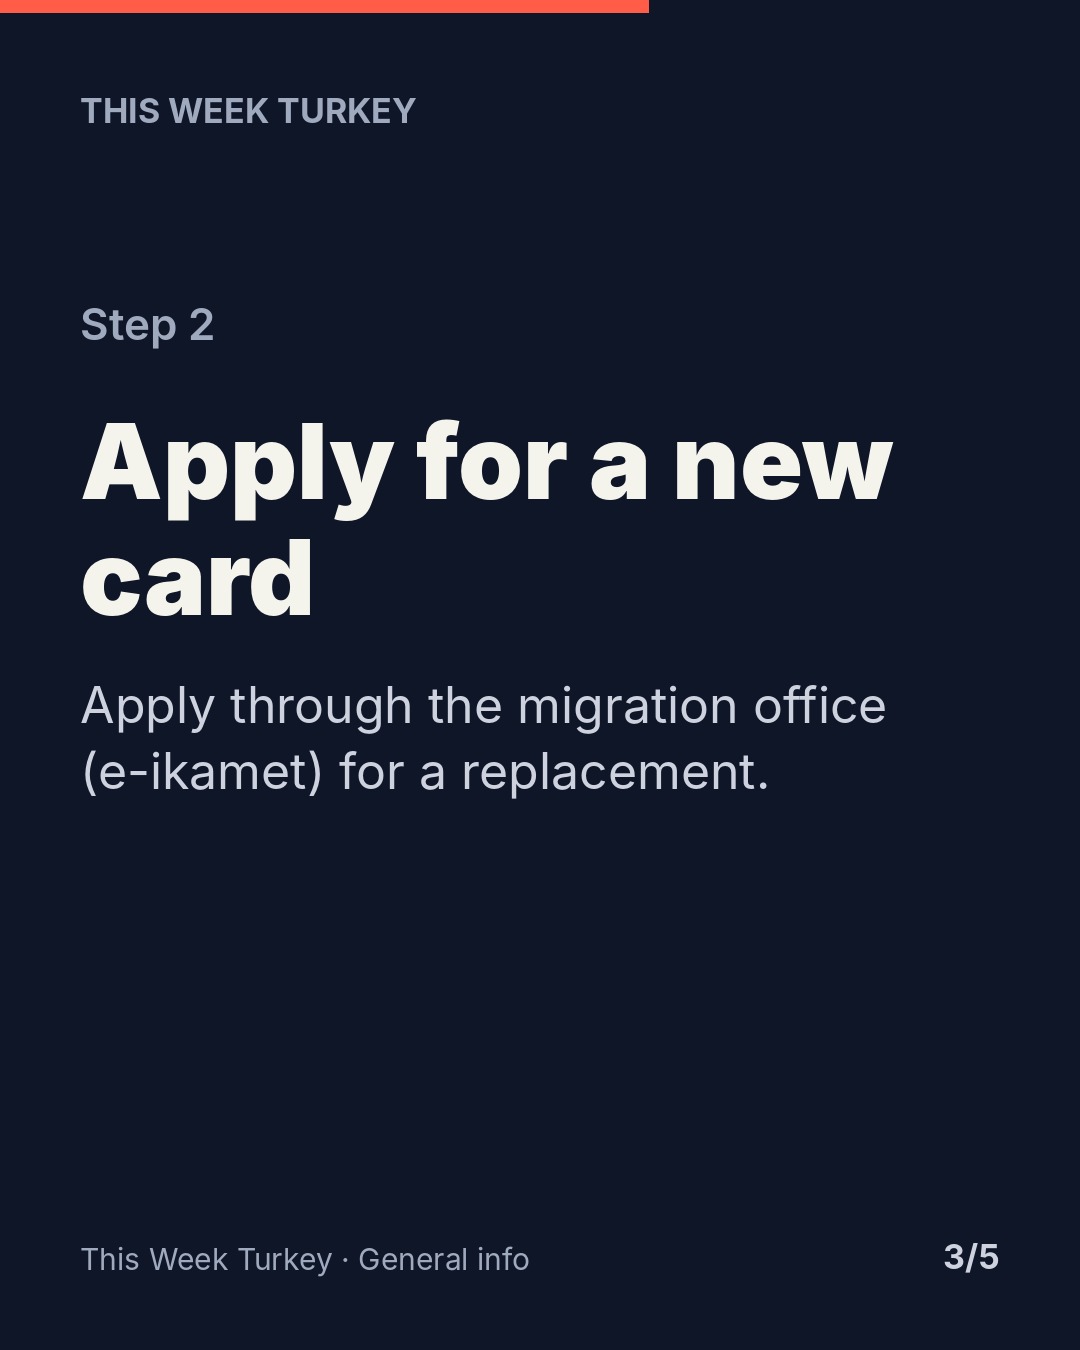 THIS WEEK TURKEY
Step 2
Apply for a new
card
Apply through the migration office
(e-ikamet) for a replacement.
This Week Turkey · General info
3/5